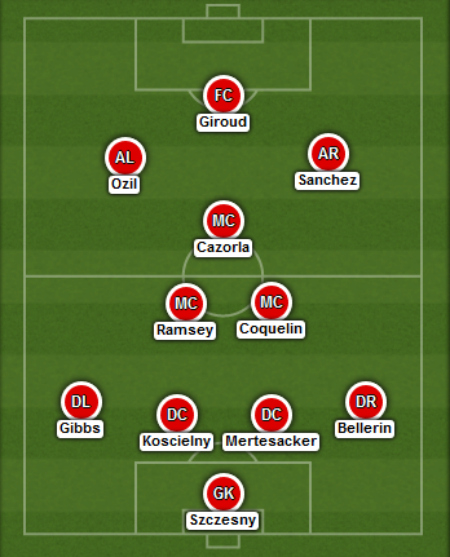 FC
Giroud
AL
Ozil
AR
Sanchez
MC
Cazorla
MC
Ramsey
MC
Coquelin
DL
Gibbs
DC
Koscielny
DC
Mertesacker
DR
Bellerin
GK
Szczesny